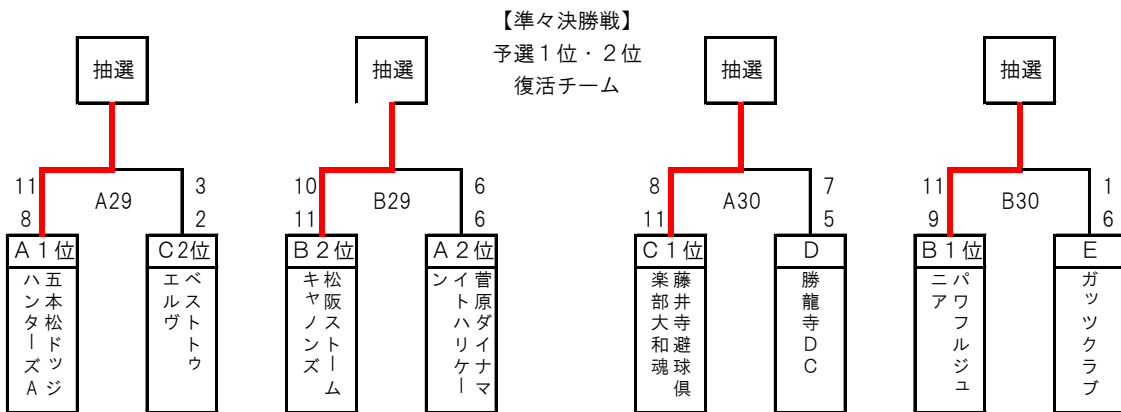 【準々決勝戦】
予選１位・２位
復活チーム
抽選
抽選
抽選
抽選
11
3
10
6
8
7
11
1
A29
B29
A30
B30
8
2
11
6
11
5
9
6
A１位
C2位
B２位
A２位
C１位
D
B１位
E
五本松ドッジ
ハンターズA
ベストトゥ
エルヴ
松阪ストーム
キャノンズ
菅原ダイナマ
イトハリケー
ン
藤井寺避球倶
楽部大和魂
勝龍寺DC
パワフルジュ
ニア
ガッツクラブ